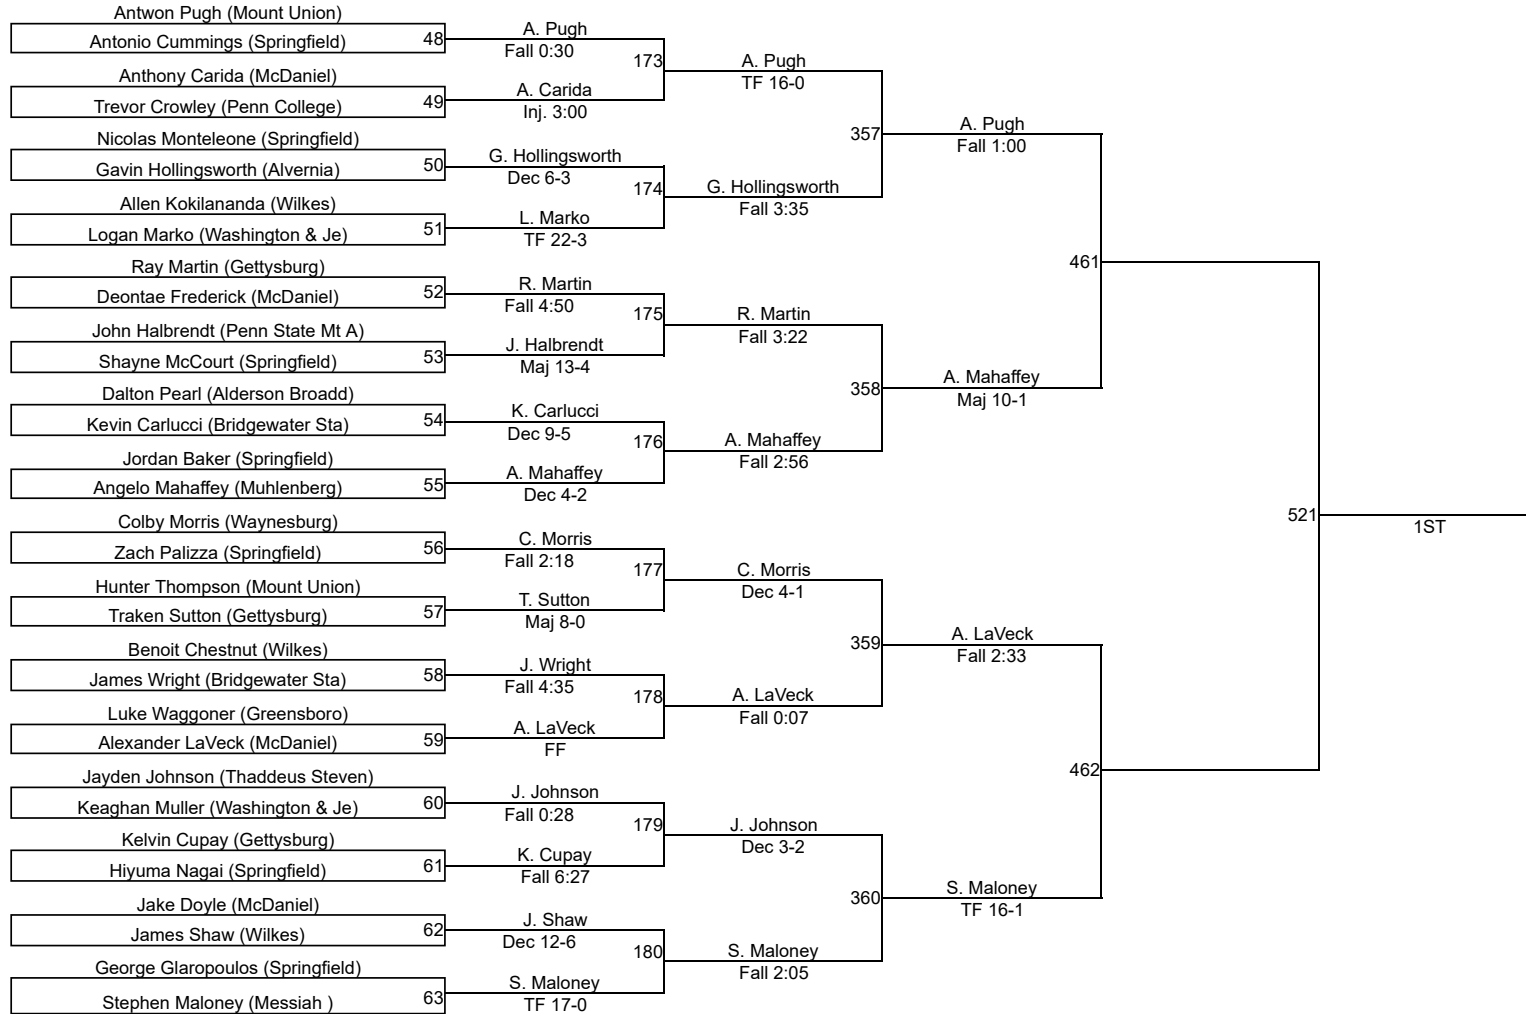 Antwon Pugh (Mount Union)
Antonio Cummings (Springfield)
48
Anthony Carida (McDaniel)
Trevor Crowley (Penn College)
49
Nicolas Monteleone (Springfield)
Gavin Hollingsworth (Alvernia)
50
Allen Kokilananda (Wilkes)
Logan Marko (Washington & Je)
51
Ray Martin (Gettysburg)
Deontae Frederick (McDaniel)
52
John Halbrendt (Penn State Mt A)
Shayne McCourt (Springfield)
53
Dalton Pearl (Alderson Broadd)
Kevin Carlucci (Bridgewater Sta)
54
Jordan Baker (Springfield)
Angelo Mahaffey (Muhlenberg)
55
Colby Morris (Waynesburg)
Zach Palizza (Springfield)
56
Hunter Thompson (Mount Union)
Traken Sutton (Gettysburg)
57
Benoit Chestnut (Wilkes)
James Wright (Bridgewater Sta)
58
Luke Waggoner (Greensboro)
Alexander LaVeck (McDaniel)
59
Jayden Johnson (Thaddeus Steven)
Keaghan Muller (Washington & Je)
60
Kelvin Cupay (Gettysburg)
Hiyuma Nagai (Springfield)
61
Jake Doyle (McDaniel)
James Shaw (Wilkes)
62
George Glaropoulos (Springfield)
Stephen Maloney (Messiah )
63
A. Pugh
Fall 0:30
173
A. Carida
Inj. 3:00
G. Hollingsworth
Dec 6-3
174
L. Marko
TF 22-3
R. Martin
Fall 4:50
175
J. Halbrendt
Maj 13-4
K. Carlucci
Dec 9-5
176
A. Mahaffey
Dec 4-2
C. Morris
Fall 2:18
177
T. Sutton
Maj 8-0
J. Wright
Fall 4:35
178
A. LaVeck
FF
J. Johnson
Fall 0:28
179
K. Cupay
Fall 6:27
J. Shaw
Dec 12-6
180
S. Maloney
TF 17-0
A. Pugh
TF 16-0
357
G. Hollingsworth
Fall 3:35
R. Martin
Fall 3:22
358
A. Mahaffey
Fall 2:56
C. Morris
Dec 4-1
359
A. LaVeck
Fall 0:07
J. Johnson
Dec 3-2
360
S. Maloney
Fall 2:05
A. Pugh
Fall 1:00
461
A. Mahaffey
Maj 10-1
A. LaVeck
Fall 2:33
462
S. Maloney
TF 16-1
521
1ST